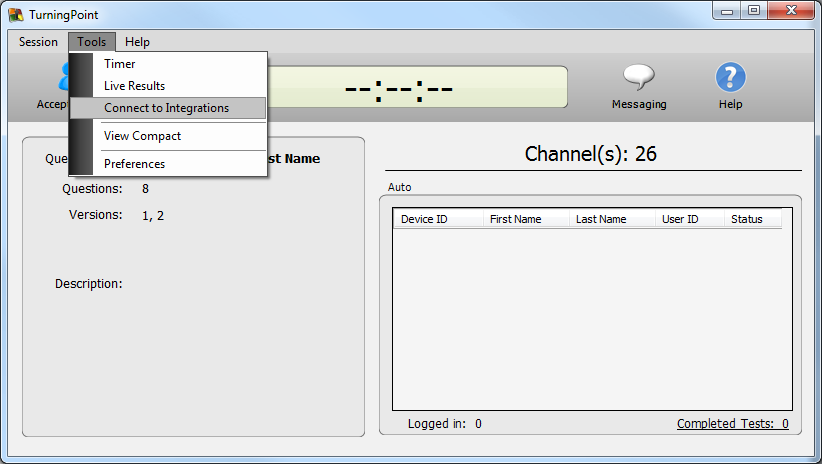 TurningPoint
Session Tools Help
Timer
Live Results
Connect to Integrations
View Compact
Preferences
Accep
--:--:--
Messaging
Help
Que st Name
Questions: 8
Versions: 1, 2
Description:
Channel(s): 26
Auto
Device ID First Name Last Name User ID Status
Logged in: 0
Completed Tests: 0